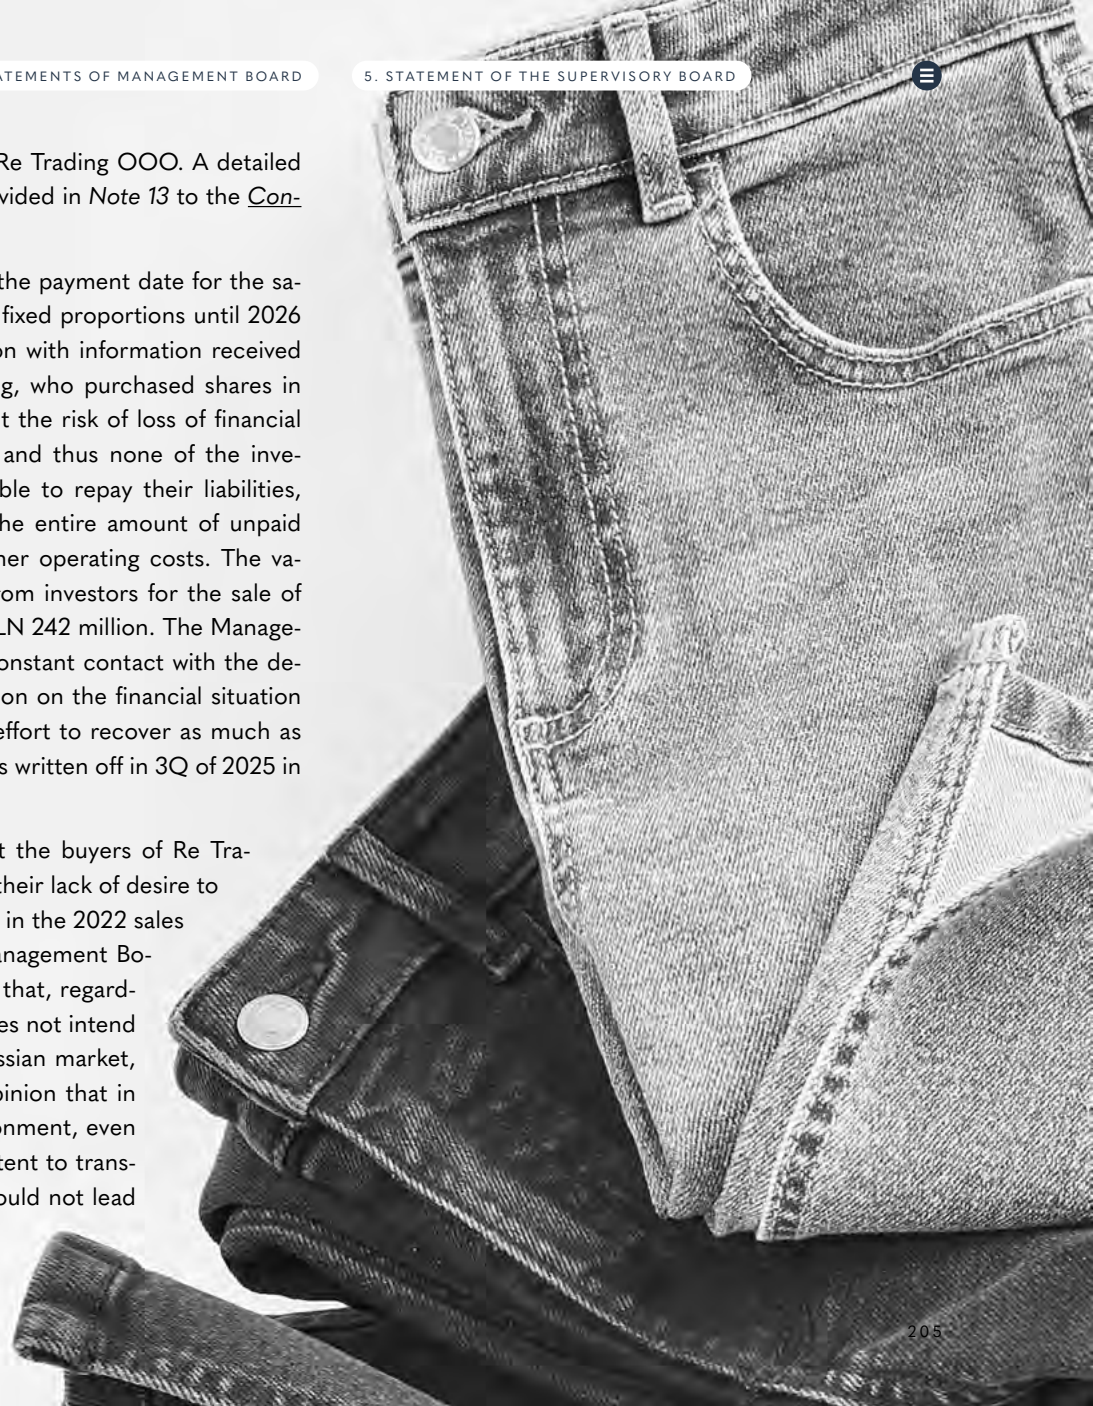 ATEMENTS OF MANAGEMENT BOARD
5. STATEMENT OF THE SUPERVISORY BOARD
Re Trading OOO. A detailed
vided in Note 13 to the Con-
the payment date for the sa-
fixed proportions until 2026
on with information received
g, who purchased shares in
t the risk of loss of financial
and thus none of the inve-
ble to repay their liabilities,
he entire amount of unpaid
her operating costs. The va-
rom investors for the sale of
LN 242 million. The Manage-
onstant contact with the de-
on on the financial situation
effort to recover as much as
s written off in 3Q of 2025 in
t the buyers of Re Tra-
their lack of desire to
in the 2022 sales
anagement Bo-
that, regard-
es not intend
ssian market,
pinion that in
onment, even
tent to trans-
ould not lead
205